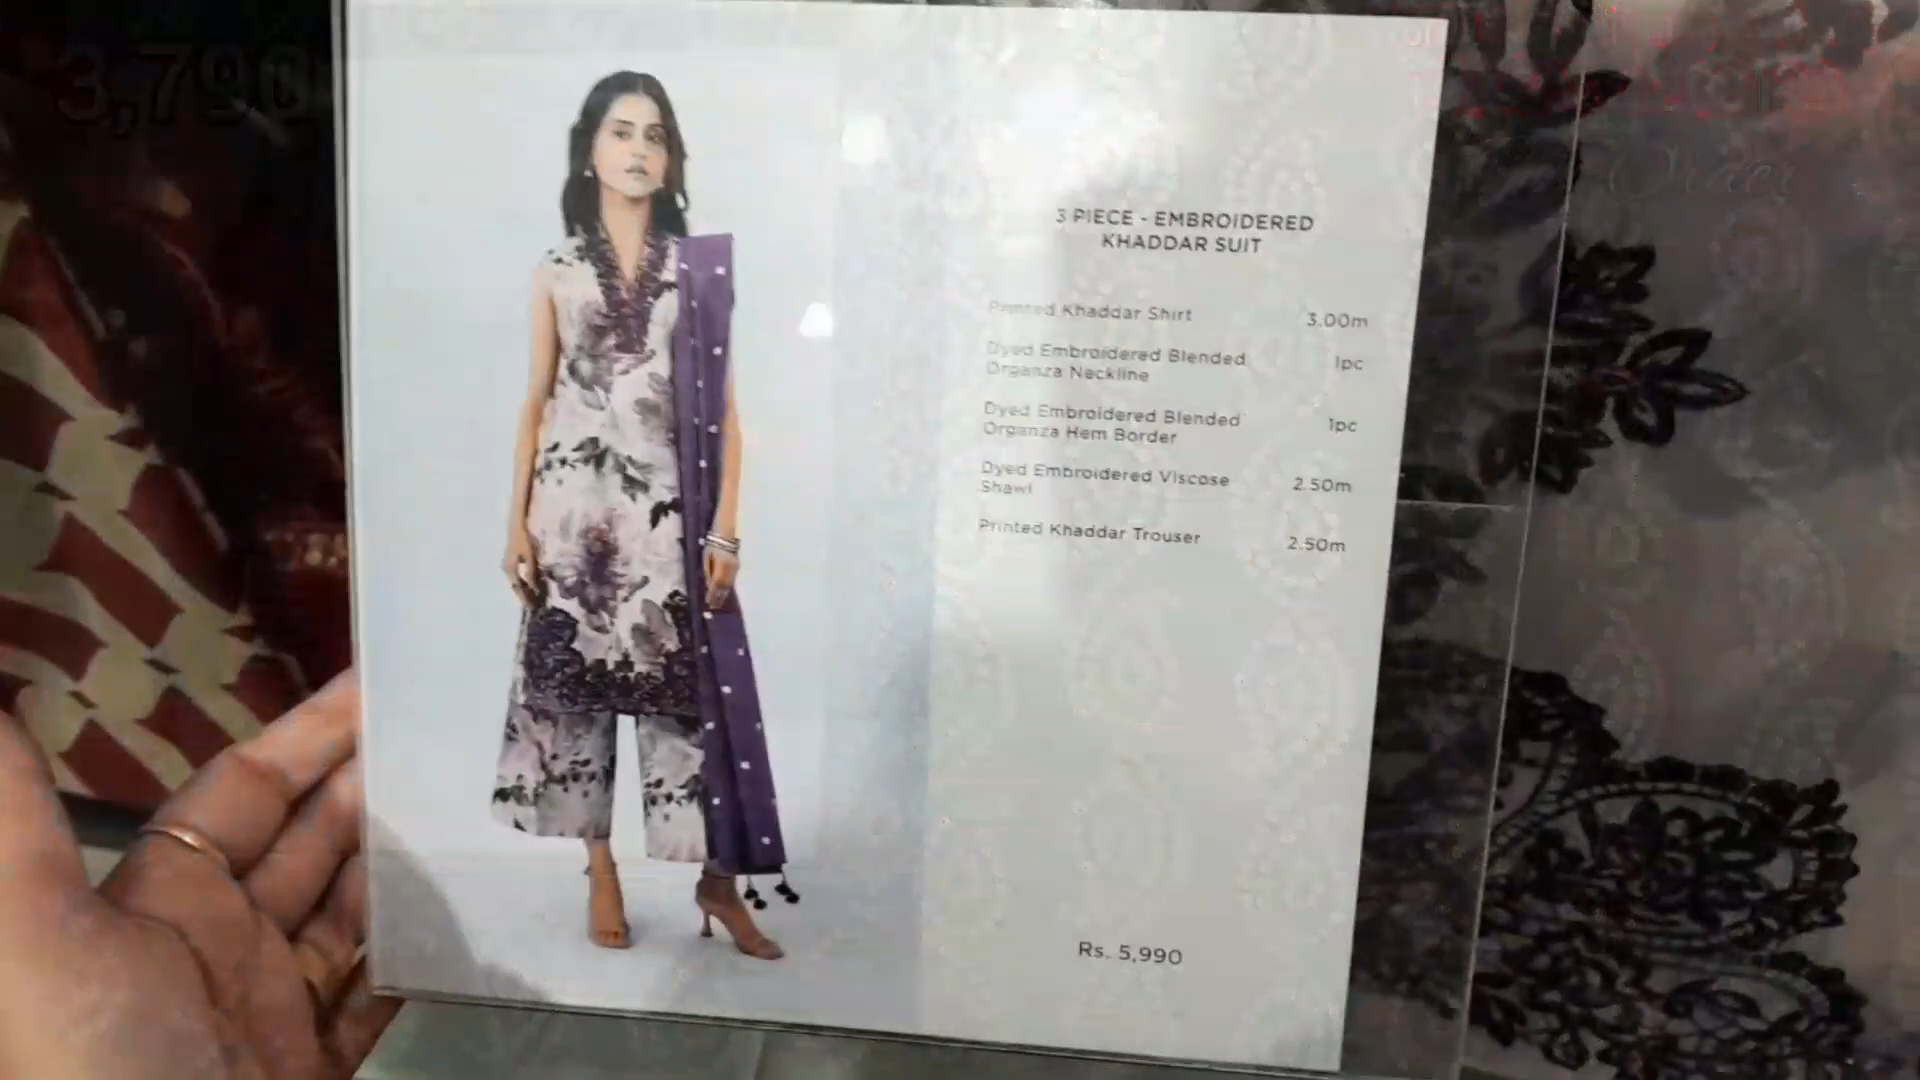 3,790
Order
3 PIECE - EMBROIDERED
KHADDAR SUIT
Printed Khaddar Shirt 3.00m
Dyed Embroidered Blended 1pc
Organza Neckline
Dyed Embroidered Blended 1pc
Organza Hem Border
Dyed Embroidered Viscose 2.50m
Shawl
Printed Khaddar Trouser 2.50m
Rs. 5,990